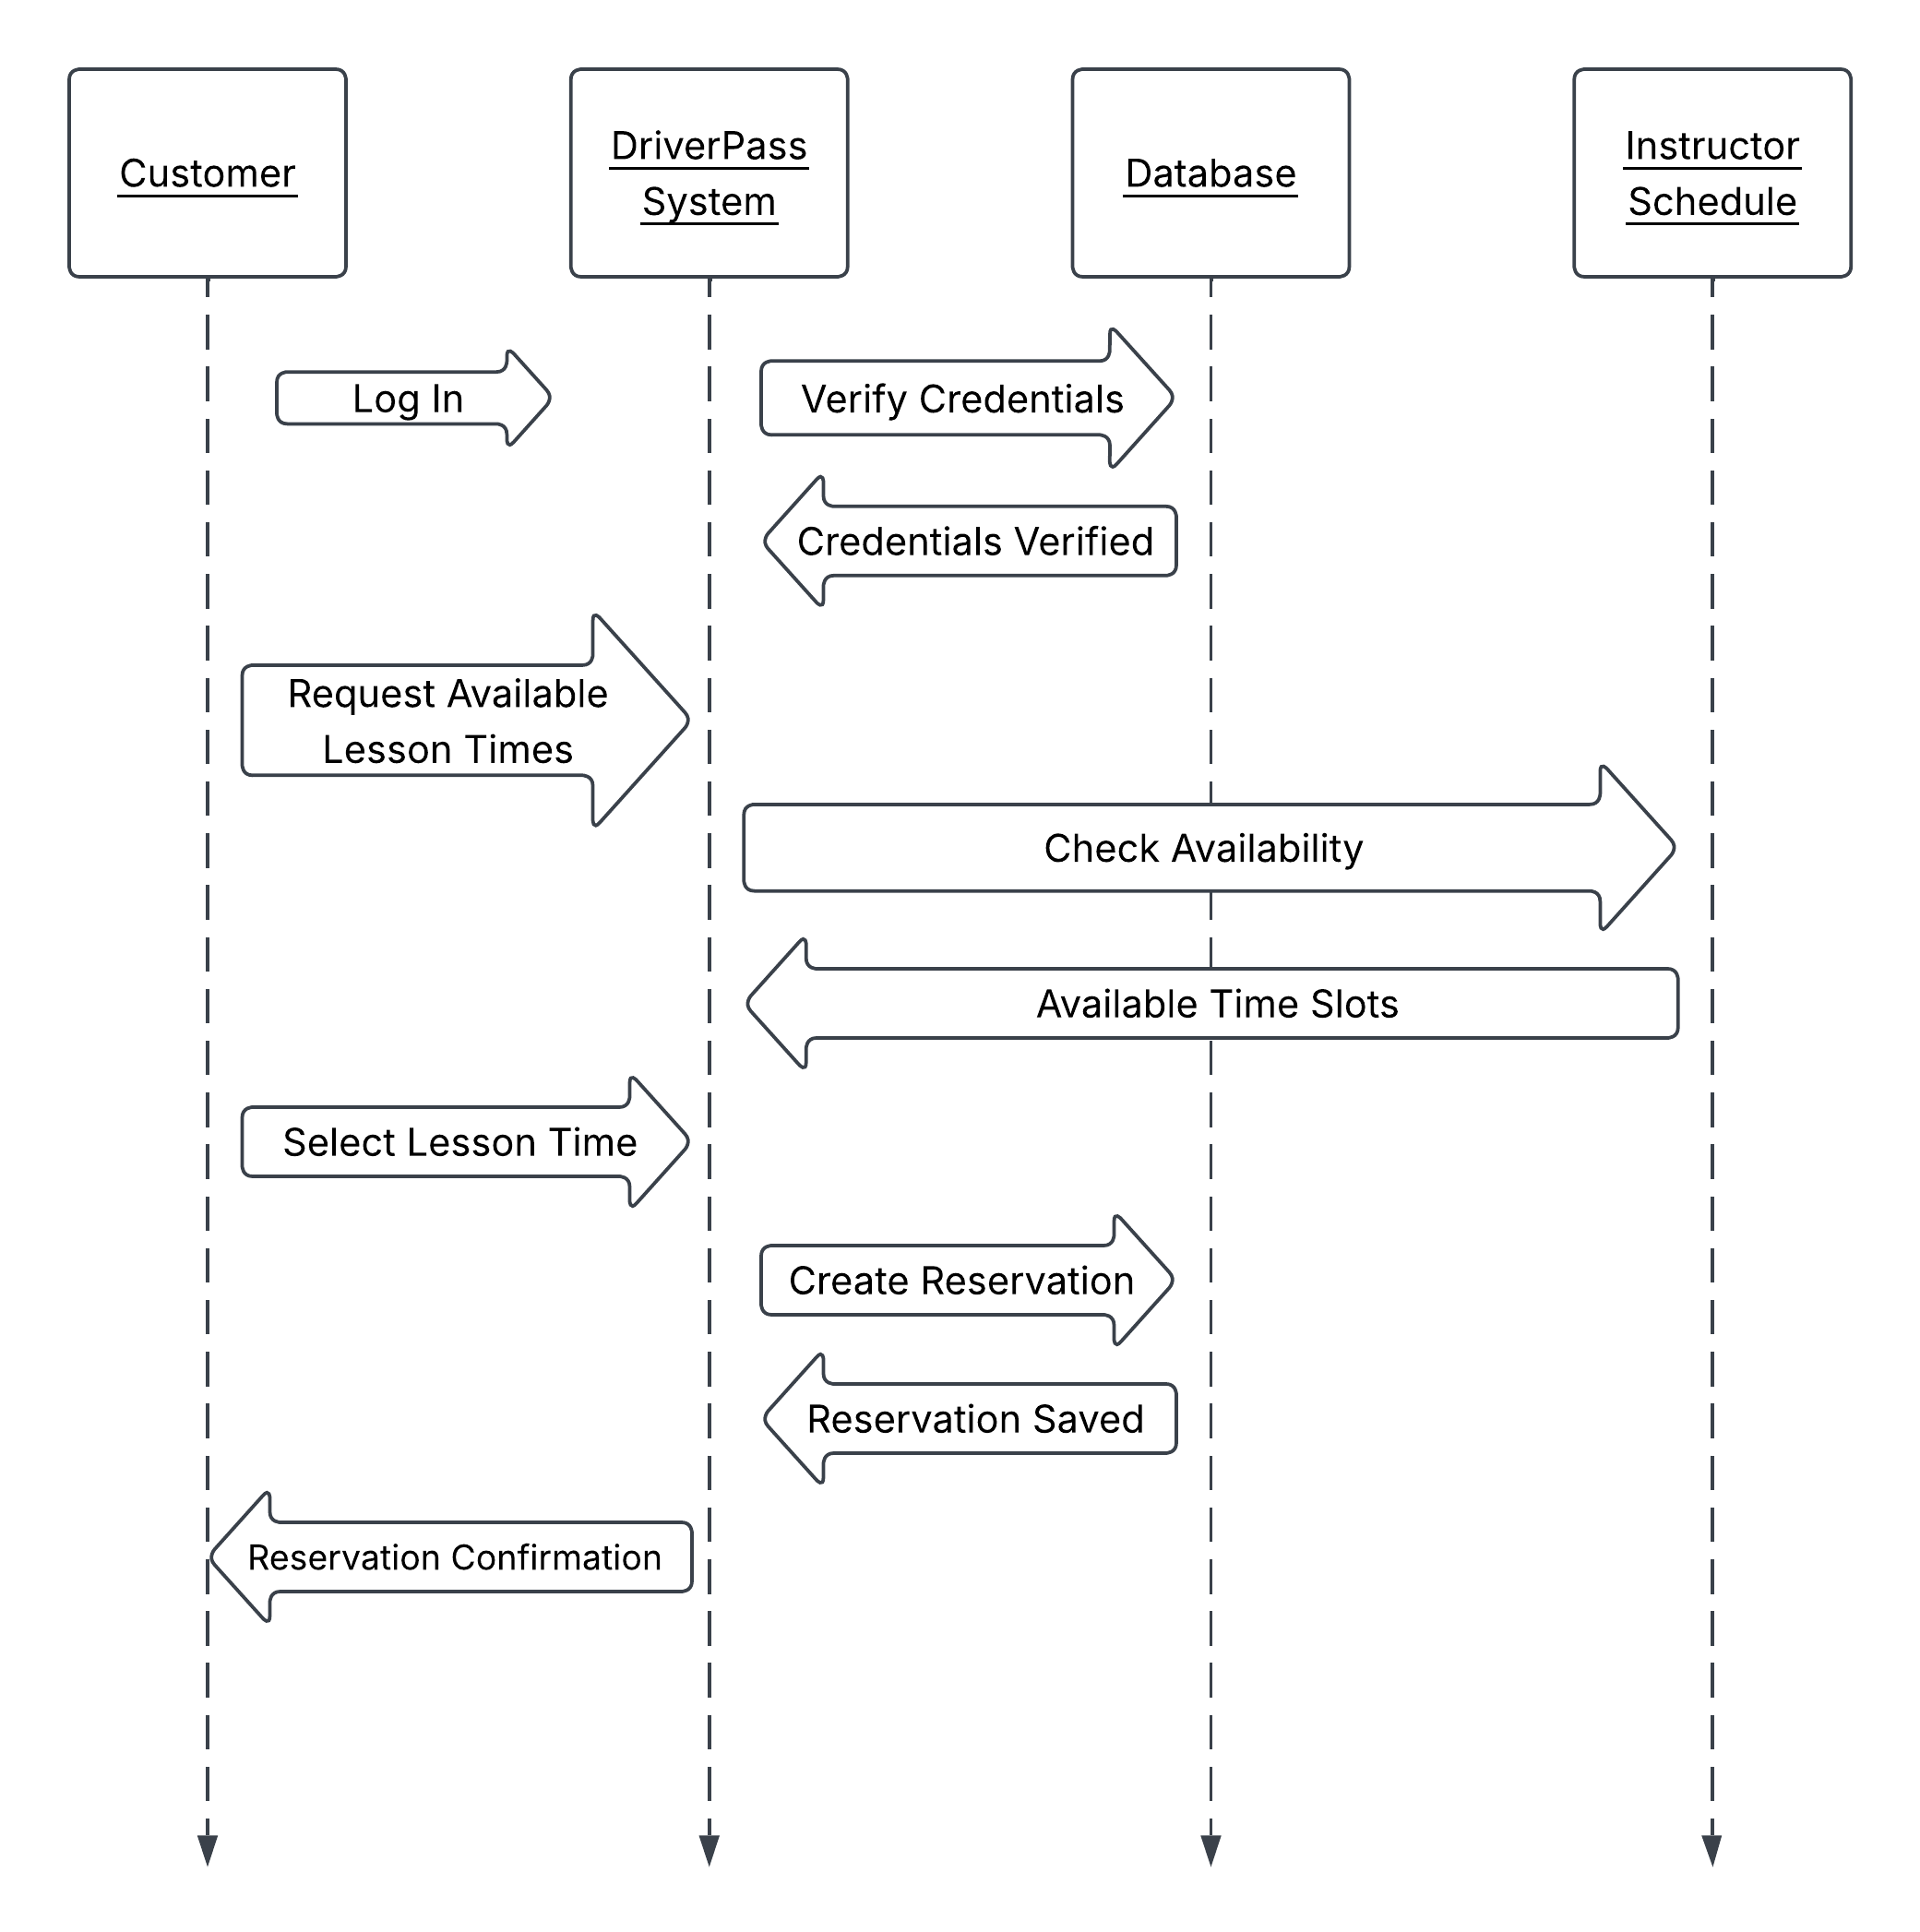 Customer
DriverPass
System
Database
Instructor
Schedule
Log In
Verify Credentials
Credentials Verified
Request Available
Lesson Times
Check Availability
Available Time Slots
Select Lesson Time
Create Reservation
Reservation Saved
Reservation Confirmation